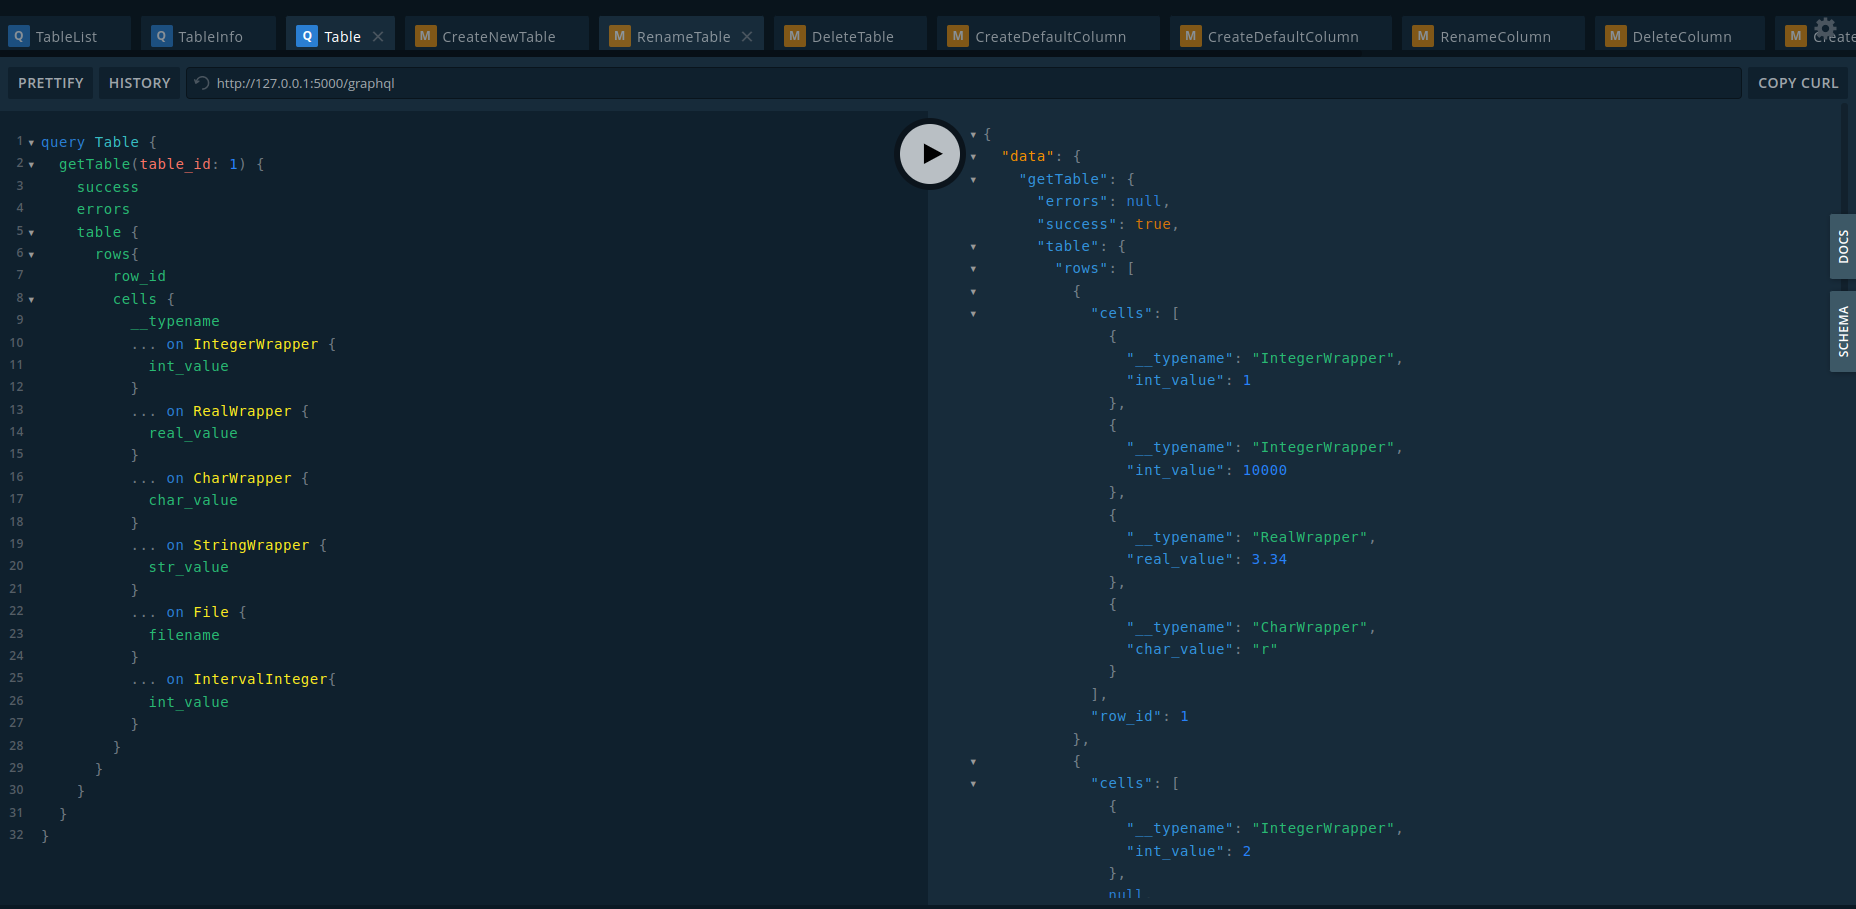 Q TableList Q TableInfo Q Table × M CreateNewTable M RenameTable × M DeleteTable M CreateDefaultColumn M CreateDefaultColumn M RenameColumn M DeleteColumn M Create
PRETTIFY HISTORY http://127.0.0.1:5000/graphql COPY CURL
1 query Table {
2 getTable(table_id: 1) {
3 success
4 errors
5 table {
6 rows{
7 row_id
8 cells {
9 __typename
10 ... on IntegerWrapper {
11 int_value
12 }
13 ... on RealWrapper {
14 real_value
15 }
16 ... on CharWrapper {
17 char_value
18 }
19 ... on StringWrapper {
20 str_value
21 }
22 ... on File {
23 filename
24 }
25 ... on IntervalInteger{
26 int_value
27 }
28 }
29 }
30 }
31 }
32 }
{
"data": {
"getTable": {
"errors": null,
"success": true,
"table": {
"rows": [
{
"cells": [
{
"__typename": "IntegerWrapper",
"int_value": 1
},
{
"__typename": "IntegerWrapper",
"int_value": 10000
},
{
"__typename": "RealWrapper",
"real_value": 3.34
},
{
"__typename": "CharWrapper",
"char_value": "r"
}
],
"row_id": 1
},
{
"cells": [
{
"__typename": "IntegerWrapper",
"int_value": 2
},
null
DOCS
SCHEMA